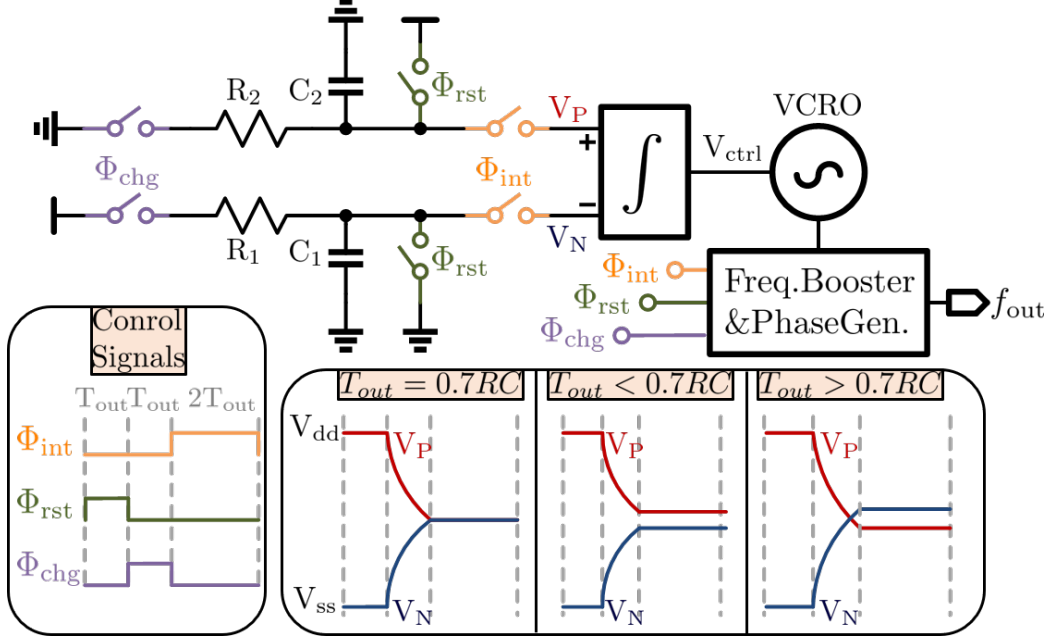 R2
C2
Φrst
VP
VCRO
Φchg
Φint
+
∫
Vctrl
−
R1
C1
Φrst
VN
Φint
Φrst
Φchg
Freq.Booster
&PhaseGen.
fout
Conrol
Signals
Tout Tout 2Tout
Φint
Φrst
Φchg
Tout = 0.7RC
Tout < 0.7RC
Tout > 0.7RC
Vdd
VP
VP
VP
Vss
VN
VN
VN